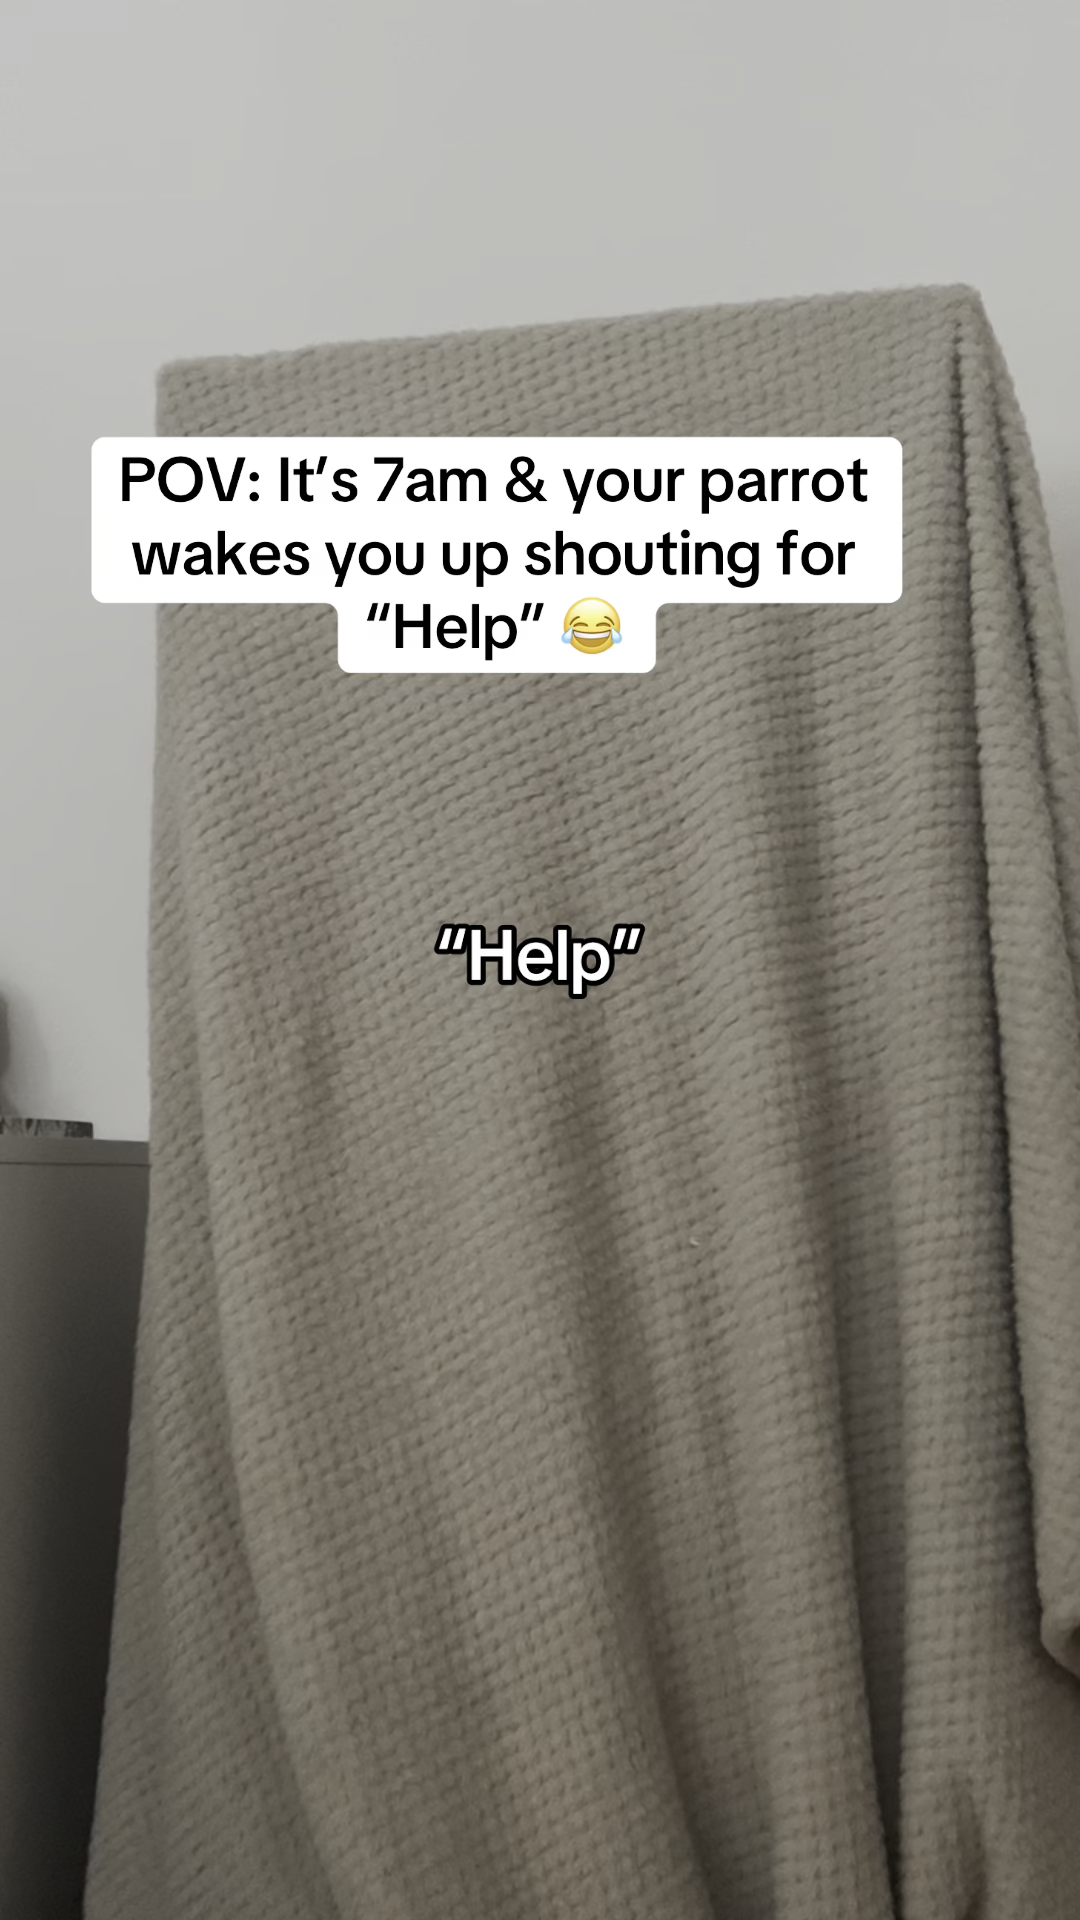 POV: It’s 7am & your parrot
wakes you up shouting for
“Help” 😂
“Help”